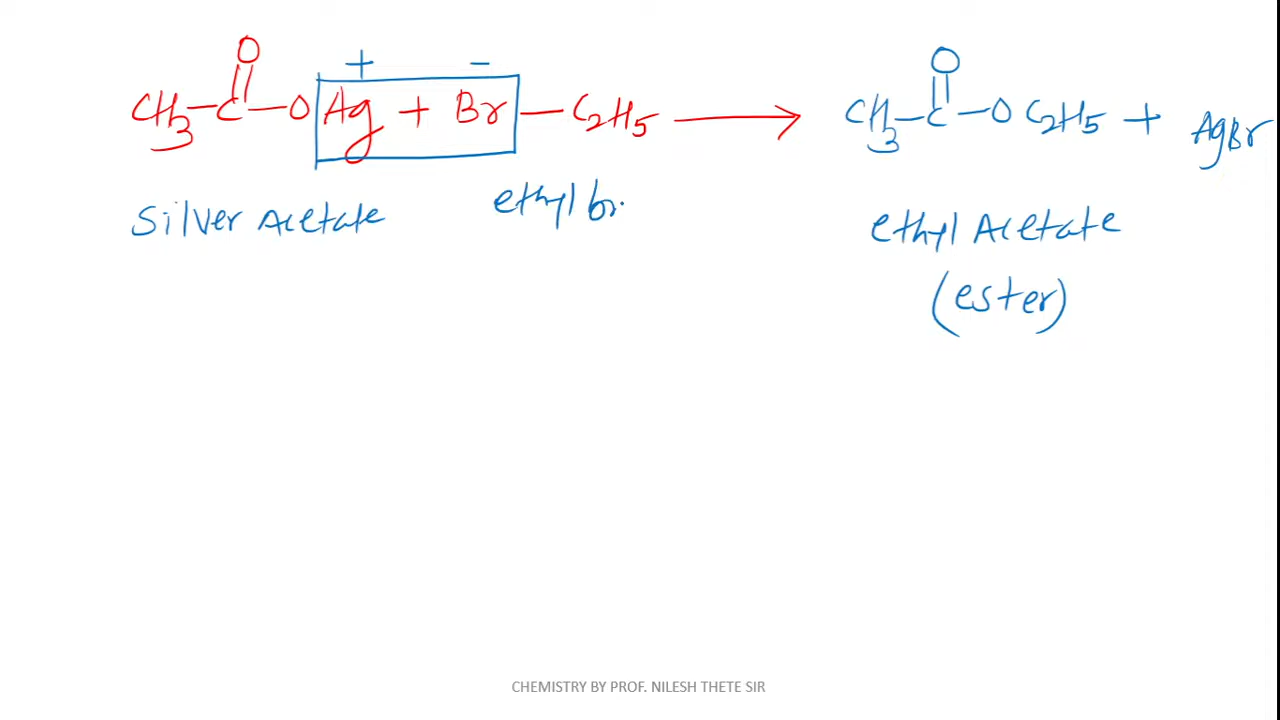 O + - O
CH3-C-OAg + Br-C2H5 → CH3-C-OC2H5 + AgBr
Silver Acetate ethyl br ethyl Acetate
(ester)
CHEMISTRY BY PROF. NILESH THETE SIR